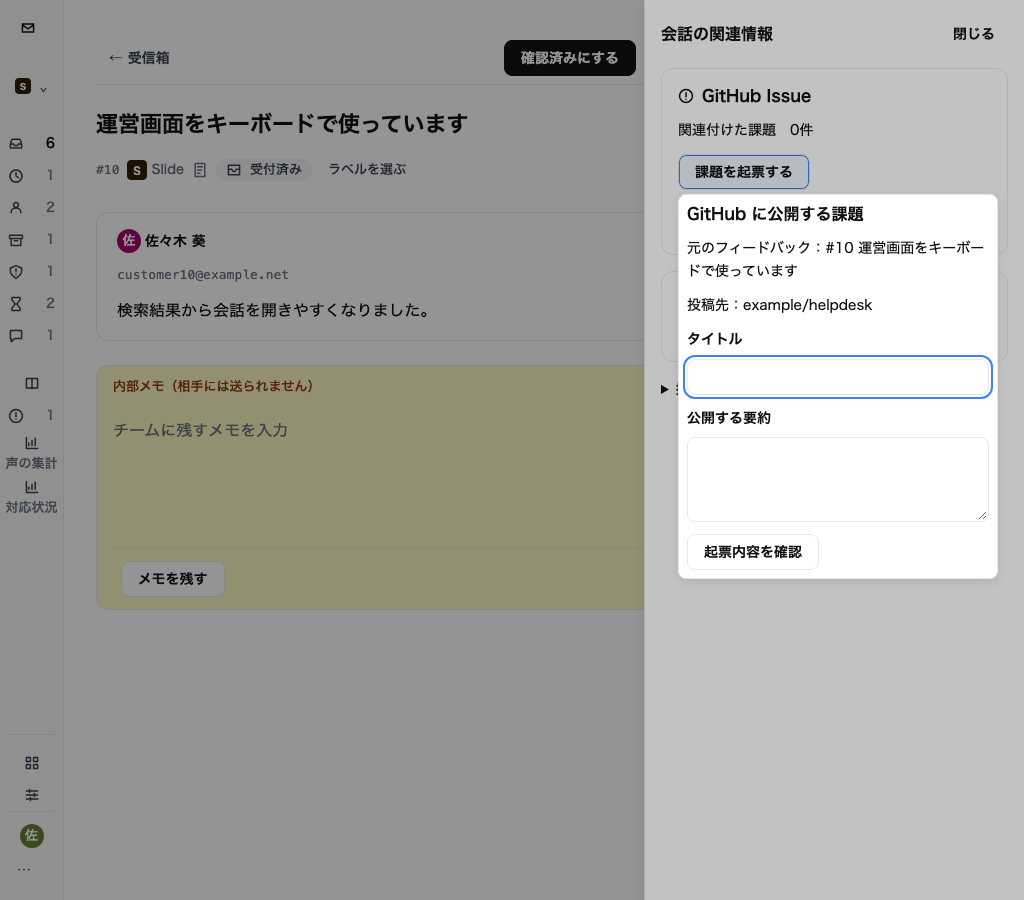 S
6
1
2
1
1
2
1
1
声の集計
対応状況
佐
…
← 受信箱
確認済みにする
運営画面をキーボードで使っています
#10 S Slide 受付済み ラベルを選ぶ
佐 佐々木 葵
customer10@example.net
検索結果から会話を開きやすくなりました。
内部メモ（相手には送られません）
チームに残すメモを入力
メモを残す
会話の関連情報
閉じる
GitHub Issue
関連付けた課題 0件
課題を起票する
GitHub に公開する課題
元のフィードバック：#10 運営画面をキーボー
ドで使っています
投稿先：example/helpdesk
タイトル
公開する要約
起票内容を確認